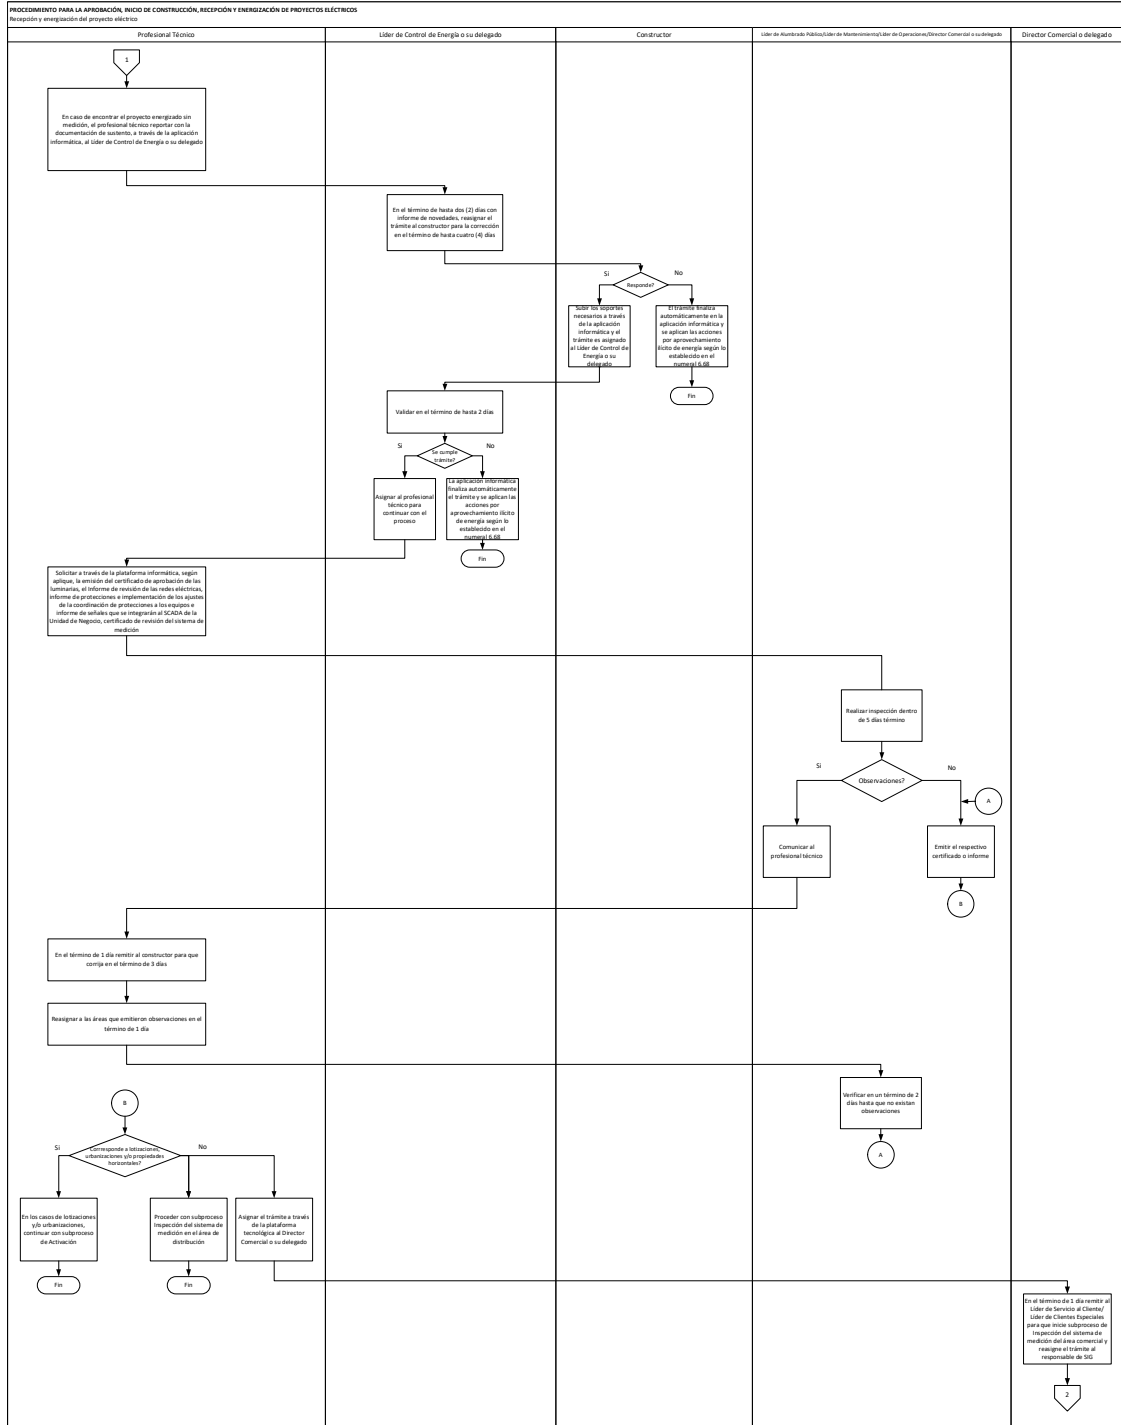 PROCEDIMIENTO PARA LA APROBACIÓN, INICIO DE CONSTRUCCIÓN, RECEPCIÓN Y ENERGIZACIÓN DE PROYECTOS ELÉCTRICOS
Recepción y energización del proyecto eléctrico
Profesional Técnico
Líder de Control de Energía o su delegado
Constructor
Líder de Alumbrado Público/Líder de Mantenimiento/Líder de Operaciones/Director Comercial o su delegado
Director Comercial o delegado
1
En caso de encontrar el proyecto energizado sin
medición, el profesional técnico reportar con la
documentación de sustento, a través de la aplicación
informática, al Líder de Control de Energía o su delegado
En el término de hasta dos (2) días con
informe de novedades, reasignar el
trámite al constructor para la corrección
en el término de hasta cuatro (4) días
Si
No
Responde?
Subir los soportes
necesarios a través
de la aplicación
informática y el
trámite es asignado
al Líder de Control de
Energía o su
delegado
El trámite finaliza
automáticamente en la
aplicación informática y
se aplican las acciones
por aprovechamiento
ilícito de energía según lo
establecido en el
numeral 6.68
Fin
Validar en el término de hasta 2 días
Si
No
Se cumple
trámite?
Asignar al profesional
técnico para
continuar con el
proceso
La aplicación informática
finaliza automáticamente
el trámite y se aplican las
acciones por
aprovechamiento ilícito
de energía según lo
establecido en el
numeral 6.68
Fin
Solicitar a través de la plataforma informática, según
aplique, la emisión del certificado de aprobación de las
luminarias, el Informe de revisión de las redes eléctricas,
informe de protecciones e implementación de los ajustes
de la coordinación de protecciones a los equipos e
informe de señales que se integrarán al SCADA de la
Unidad de Negocio, certificado de revisión del sistema de
medición
Realizar inspección dentro
de 5 días término
Si
No
Observaciones?
A
Comunicar al
profesional técnico
Emitir el respectivo
certificado o informe
B
En el término de 1 día remitir al constructor para que
corrija en el término de 3 días
Reasignar a las áreas que emitieron observaciones en el
término de 1 día
Verificar en un término de 2
días hasta que no existan
observaciones
A
B
Si
No
Corresponde a lotizaciones,
urbanizaciones y/o propiedades
horizontales?
En los casos de lotizaciones
y/o urbanizaciones,
continuar con subproceso
de Activación
Proceder con subproceso
Inspección del sistema de
medición en el área de
distribución
Asignar el trámite a través
de la plataforma
tecnológica al Director
Comercial o su delegado
Fin
Fin
En el término de 1 día remitir al
Líder de Servicio al Cliente/
Líder de Clientes Especiales
para que inicie subproceso de
Inspección del sistema de
medición del área comercial y
reasigne el trámite al
responsable de SIG
2